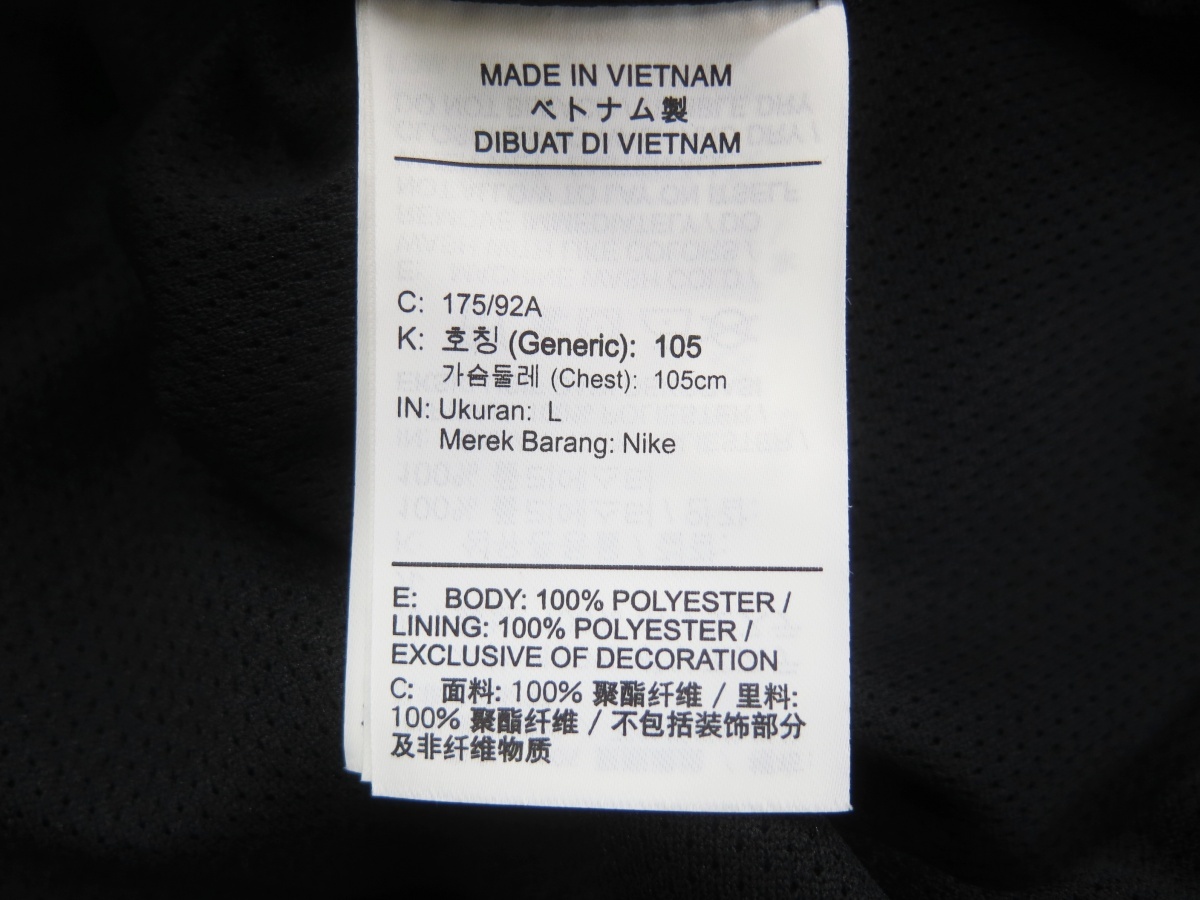 MADE IN VIETNAM
ベトナム製
DIBUAT DI VIETNAM
C: 175/92A
K: 호칭 (Generic): 105
가슴둘레 (Chest): 105cm
IN: Ukuran: L
Merek Barang: Nike
E: BODY: 100% POLYESTER /
LINING: 100% POLYESTER /
EXCLUSIVE OF DECORATION
C: 面料: 100% 聚酯纤维 / 里料:
100% 聚酯纤维 / 不包括装饰部分
及非纤维物质